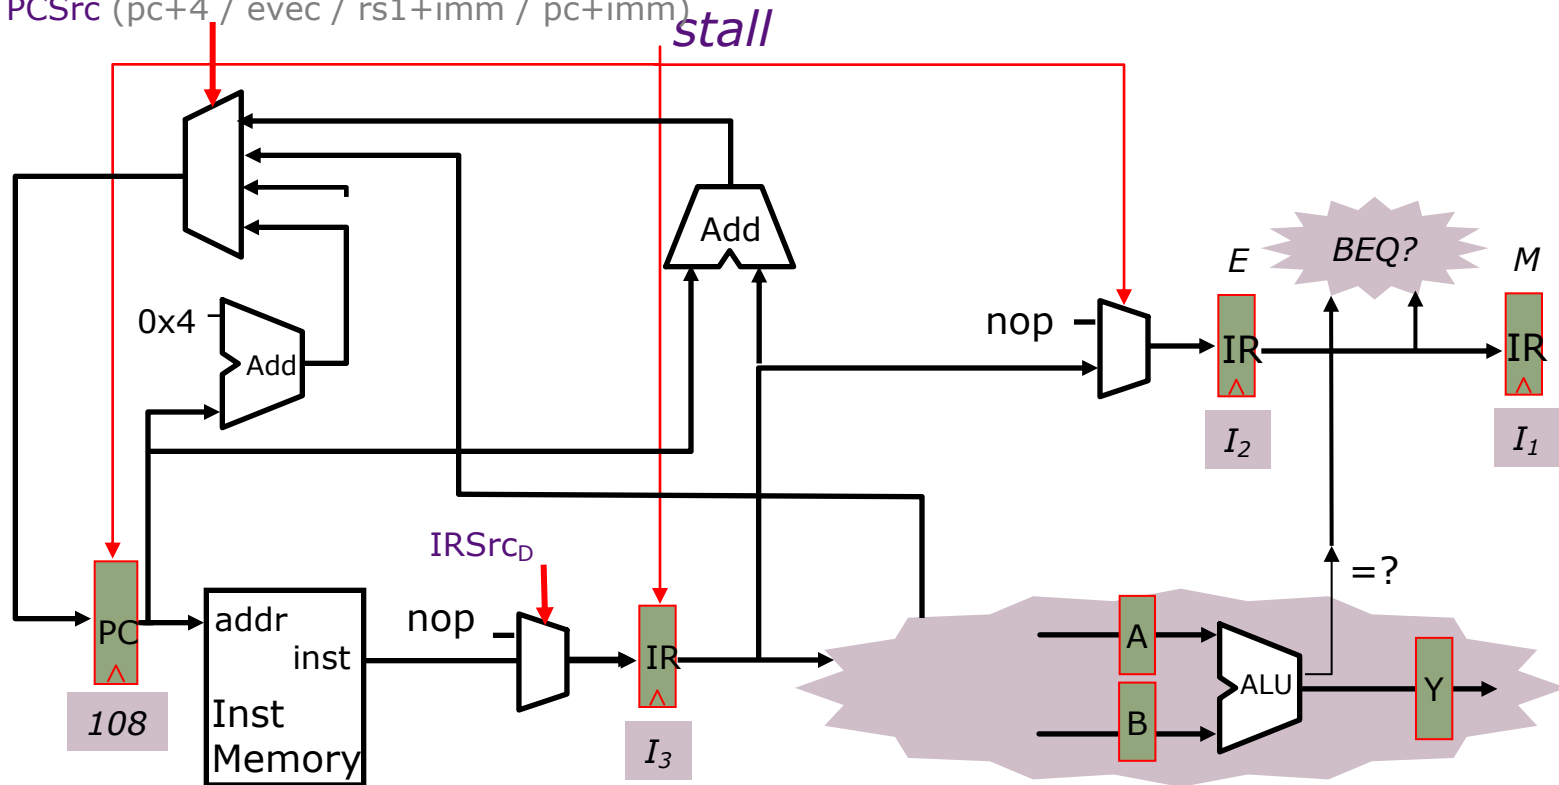 PCSrc (pc+4 / evec / rs1+imm / pc+imm)
stall
Add
BEQ?
E
M
0x4
Add
nop
IR
IR
I2
I1
IRSrcD
=?
PC
addr
nop
inst
IR
A
ALU
Y
B
Inst
Memory
108
I3